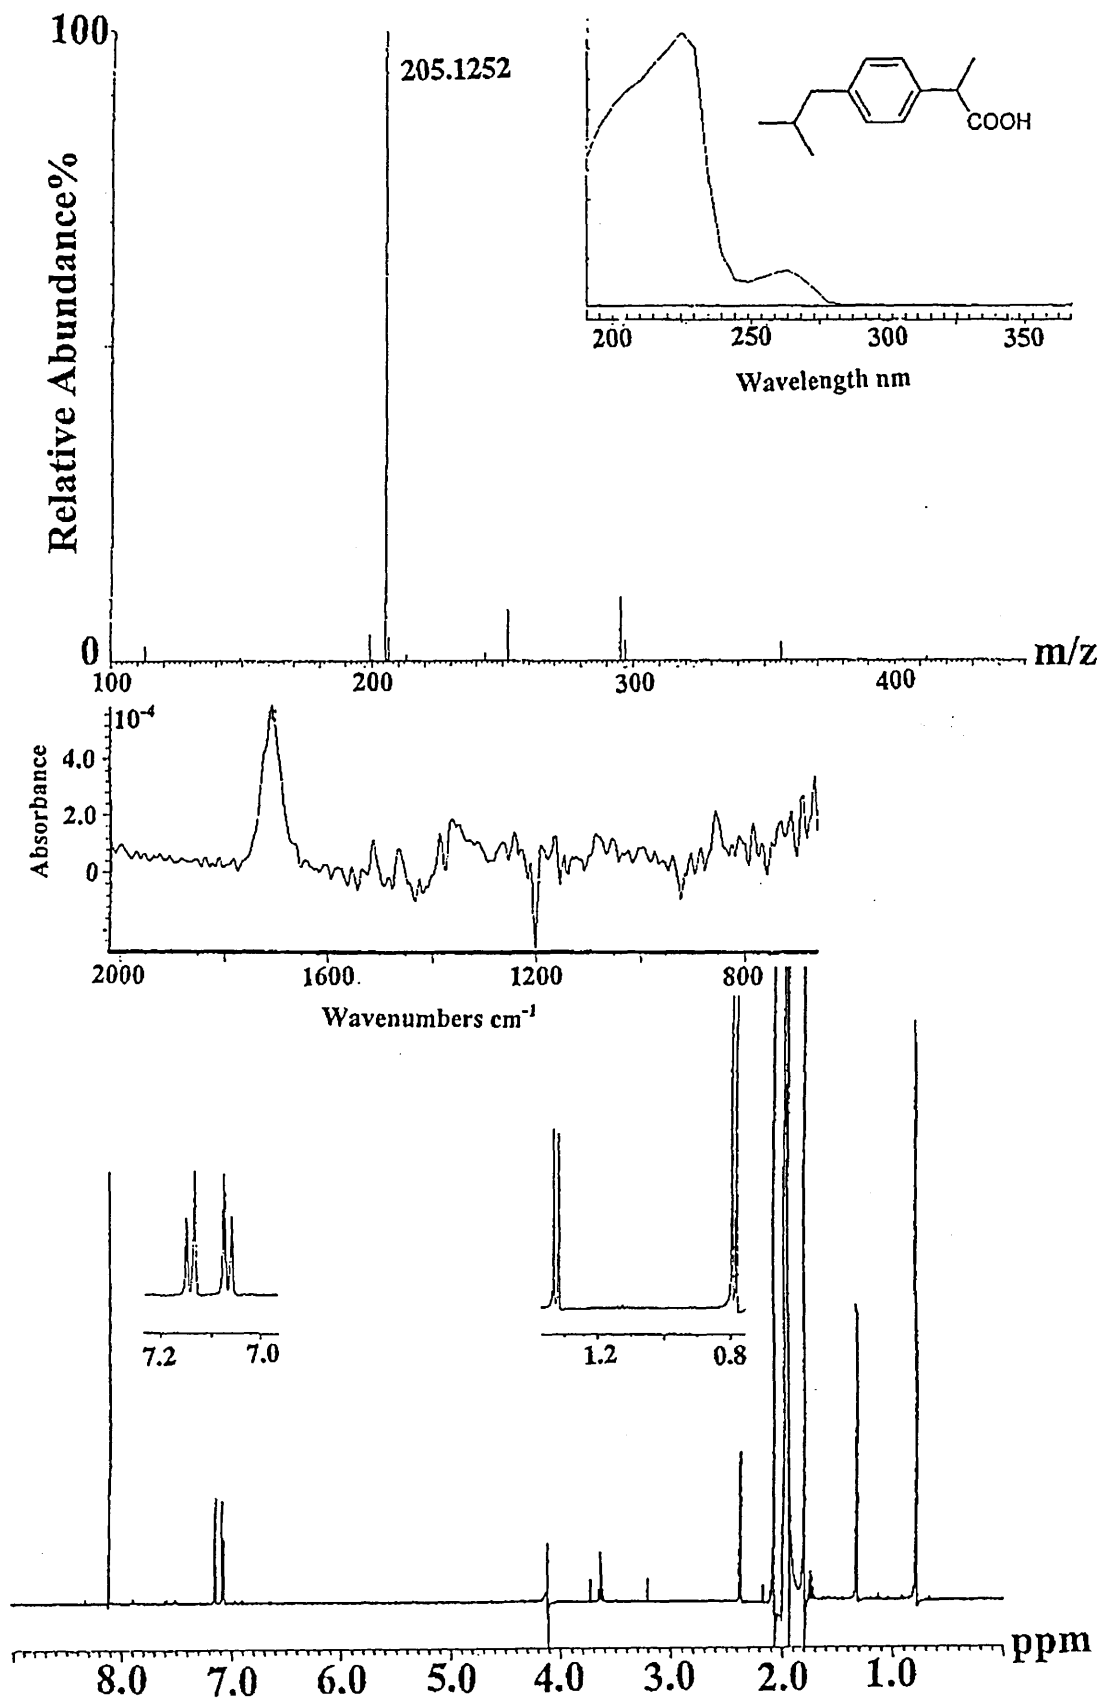 100
205.1252
Relative Abundance%
COOH
200 250 300 350
Wavelength nm
0
m/z
100 200 300 400
10-4
Absorbance
4.0
2.0
0
2000 1600. 1200 800
Wavenumbers cm-1
7.2 7.0
1.2 0.8
ppm
8.0 7.0 6.0 5.0 4.0 3.0 2.0 1.0